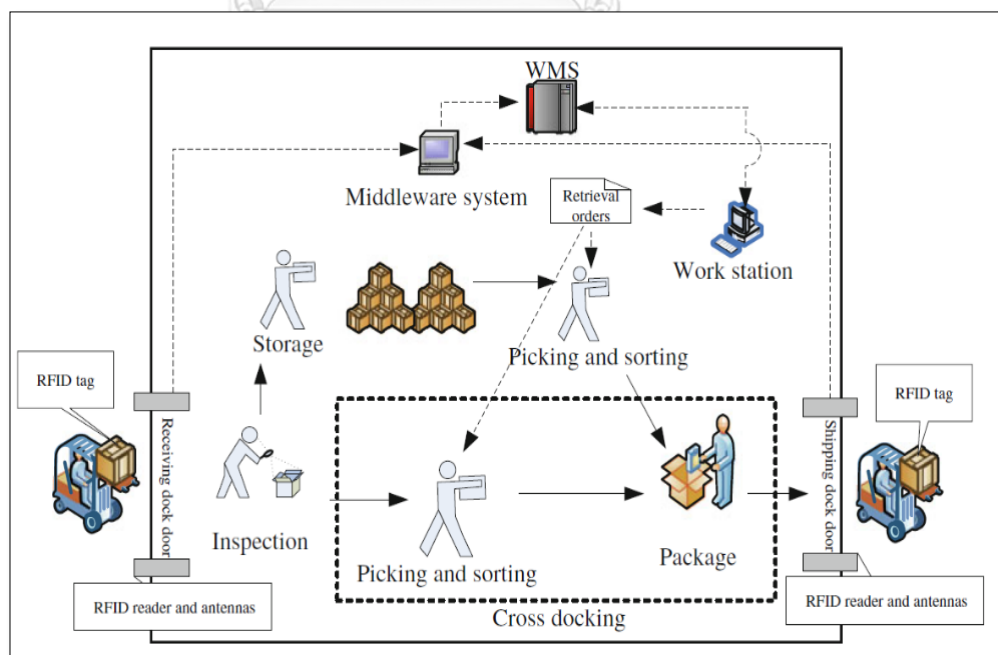 WMS
Middleware system
Retrieval
orders
Work station
Storage
Picking and sorting
RFID tag
RFID tag
Receiving dock door
Shipping dock door
Inspection
Picking and sorting
Package
RFID reader and antennas
RFID reader and antennas
Cross docking